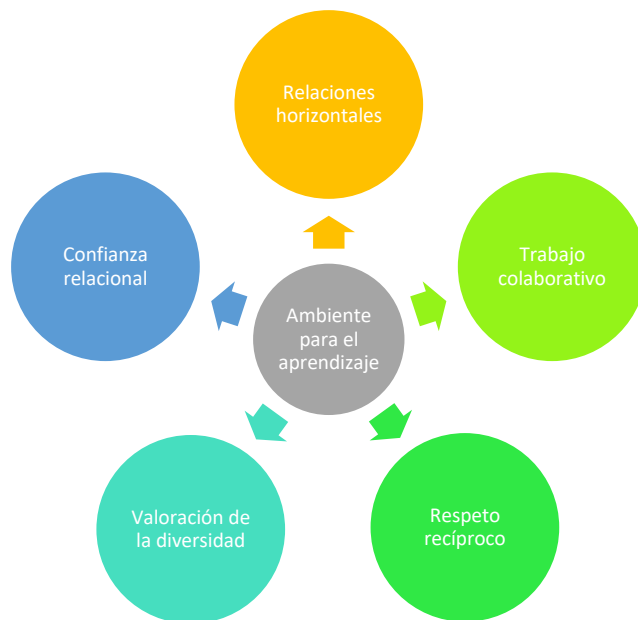 Relaciones
horizontales
Confianza
relacional
Trabajo
colaborativo
Ambiente
para el
aprendizaje
Valoración de
la diversidad
Respeto
recíproco